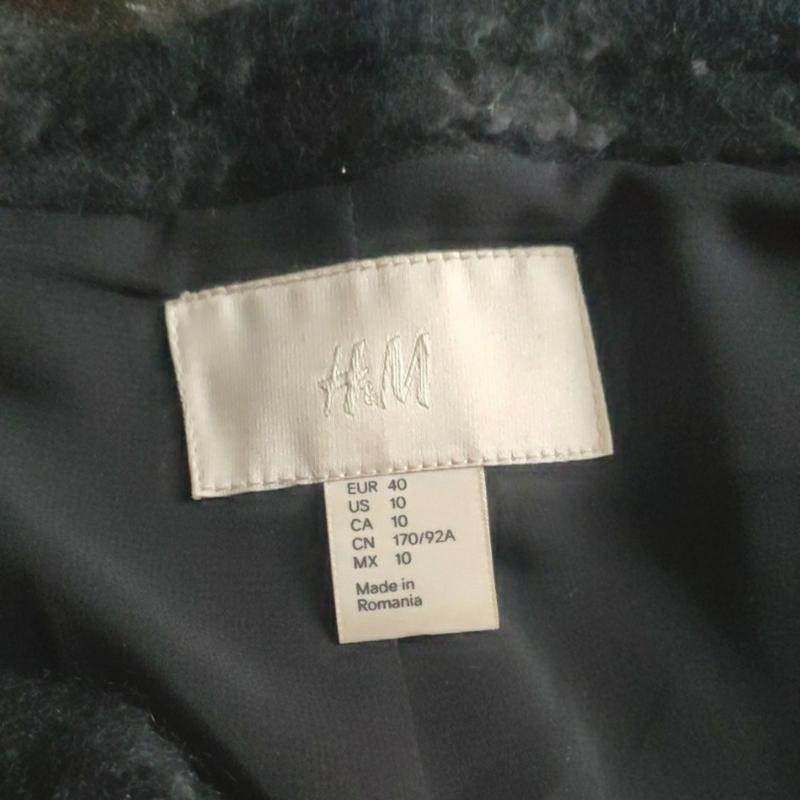 H&M
EUR 40
US 10
CA 10
CN 170/92A
MX 10
Made in
Romania